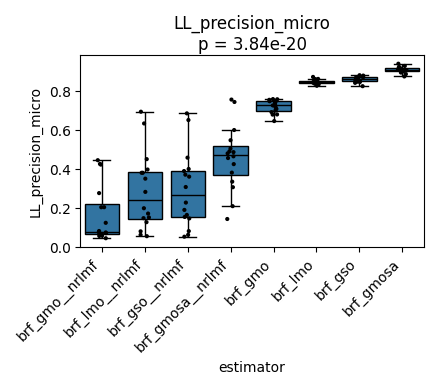 LL_precision_micro
p = 3.84e-20
LL_precision_micro
0.8
0.6
0.4
0.2
0.0
brf_gmo__nrlmf
brf_lmo__nrlmf
brf_gso__nrlmf
brf_gmosa__nrlmf
brf_gmo
brf_lmo
brf_gso
brf_gmosa
estimator